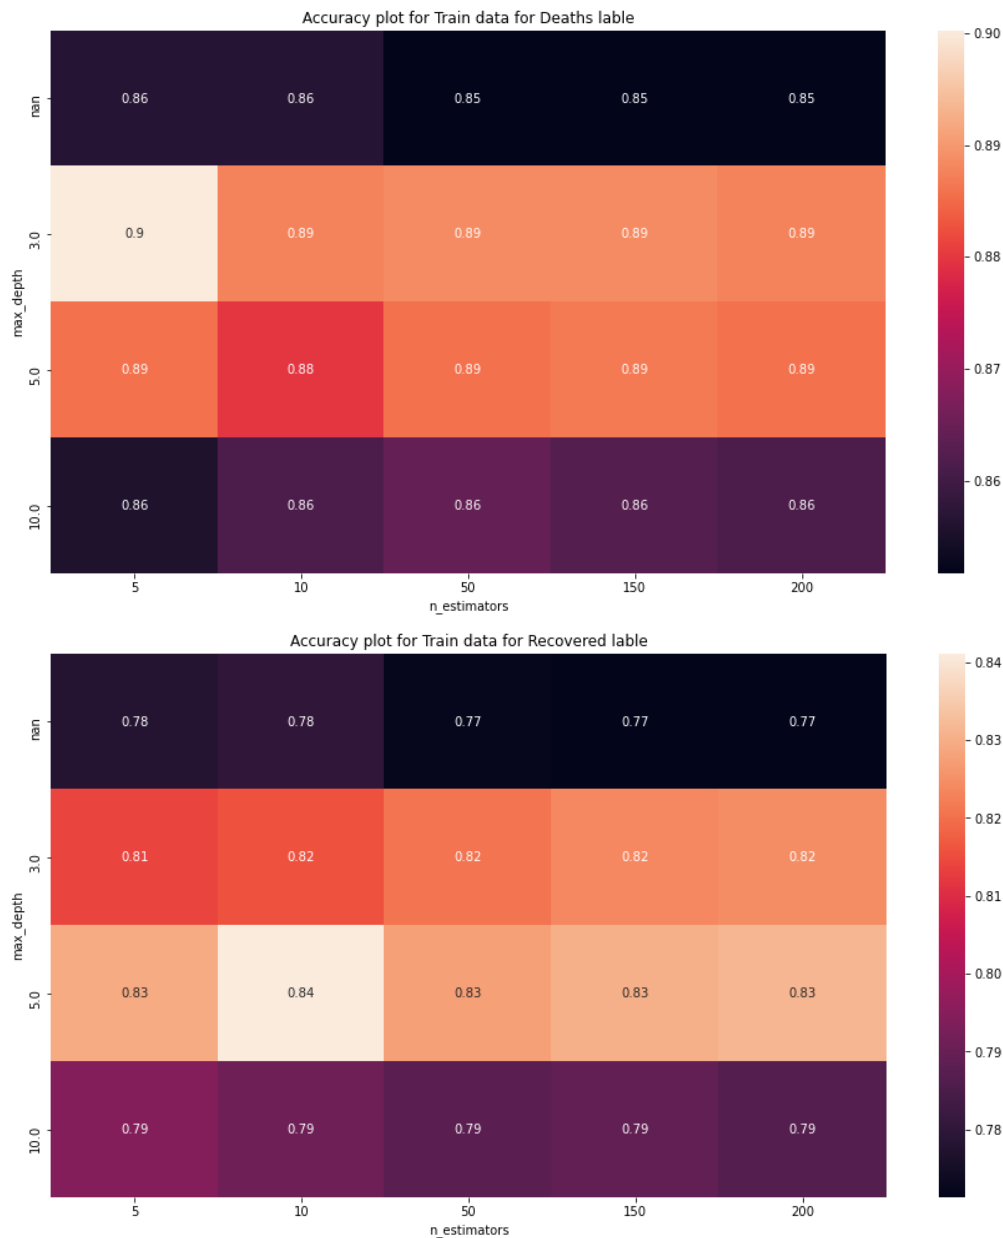 Accuracy plot for Train data for Deaths lable
nan 0.86 0.86 0.85 0.85 0.85
3.0 0.9 0.89 0.89 0.89 0.89
5.0 0.89 0.88 0.89 0.89 0.89
10.0 0.86 0.86 0.86 0.86 0.86
max_depth
5 10 50 150 200
n_estimators
0.90
0.89
0.88
0.87
0.86
Accuracy plot for Train data for Recovered lable
nan 0.78 0.78 0.77 0.77 0.77
3.0 0.81 0.82 0.82 0.82 0.82
5.0 0.83 0.84 0.83 0.83 0.83
10.0 0.79 0.79 0.79 0.79 0.79
max_depth
5 10 50 150 200
n_estimators
0.84
0.83
0.82
0.81
0.80
0.79
0.78